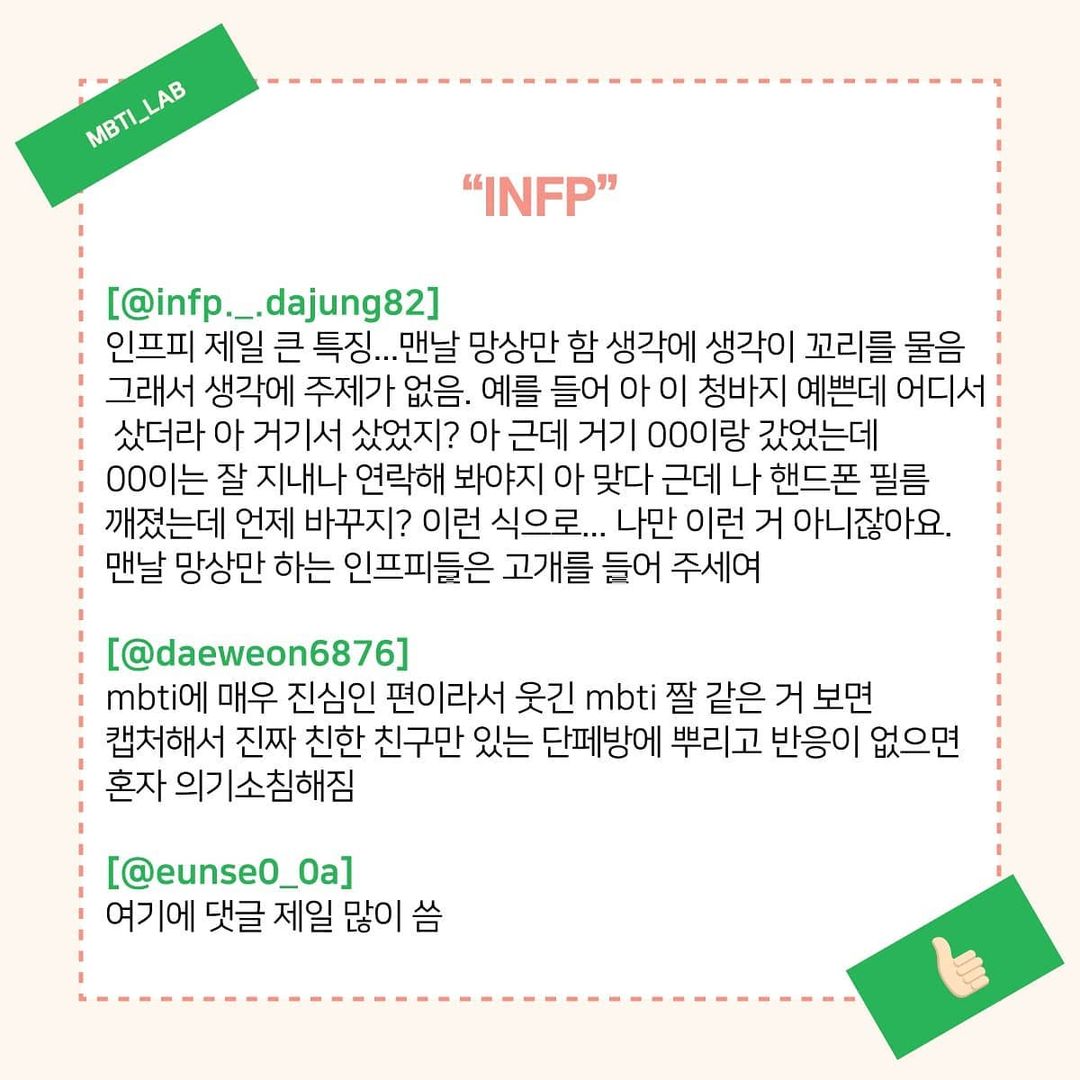 MBTI_LAB
“INFP”
[@infp._.dajung82]
인프피 제일 큰 특징...맨날 망상만 함 생각에 생각이 꼬리를 물음
그래서 생각에 주제가 없음. 예를 들어 아 이 청바지 예쁜데 어디서
샀더라 아 거기서 샀었지? 아 근데 거기 00이랑 갔었는데
00이는 잘 지내나 연락해 봐야지 아 맞다 근데 나 핸드폰 필름
깨졌는데 언제 바꾸지? 이런 식으로... 나만 이런 거 아니잖아요.
맨날 망상만 하는 인프피들은 고개를 들어 주세여
[@daeweon6876]
mbti에 매우 진심인 편이라서 웃긴 mbti 짤 같은 거 보면
캡처해서 진짜 친한 친구만 있는 단페방에 뿌리고 반응이 없으면
혼자 의기소침해짐
[@eunse0_0a]
여기에 댓글 제일 많이 씀